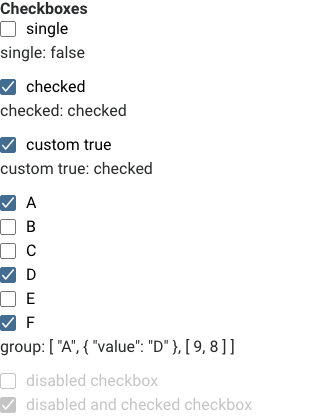 Checkboxes
single
single: false
checked
checked: checked
custom true
custom true: checked
A
B
C
D
E
F
group: [ "A", { "value": "D" }, [ 9, 8 ] ]
disabled checkbox
disabled and checked checkbox